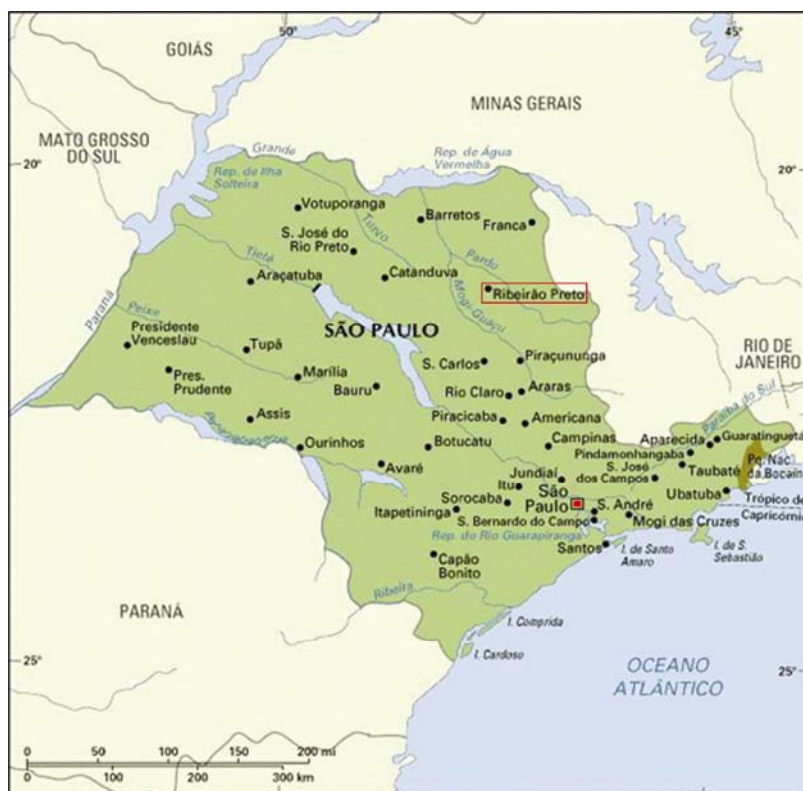 50°
45°
GOIÁS
MINAS GERAIS
MATO GROSSO
DO SUL
20°
20°
Grande
Rep. de Água
Vermelha
Rep. de Ilha
Solteira
Votuporanga
Turvo
Barretos
Franca
S. José do
Rio Preto
Tietê
Pardo
Araçatuba
Catanduva
Ribeirão Preto
Mogi-Guaçu
Paraná
Peixe
SÃO PAULO
Presidente
Venceslau
Tupã
Pres.
Prudente
Marília
Bauru
S. Carlos
Piraçununga
RIO DE
JANEIRO
Rio Claro
Araras
Assis
Piracicaba
Americana
Paraíba do Sul
Ourinhos
Botucatu
Campinas
Aparecida
Guaratinguetá
Pindamonhangaba
Avaré
Jundiaí
S. José
dos Campos
Taubaté
Pq. Nac.
da Bocaina
Itu
São
Paulo
Ubatuba
Trópico de
Capricórnio
Sorocaba
S. André
Itapetininga
S. Bernardo do Campo
Mogi das Cruzes
Rep. do Rio Guarapiranga
Santos
I. de Santo
Amaro
I. de S.
Sebastião
Capão
Bonito
Ribeira
PARANÁ
I. Comprida
I. Cardoso
25°
25°
OCEANO
ATLÂNTICO
0 50 100 150 200 mi
0 100 200 300 km